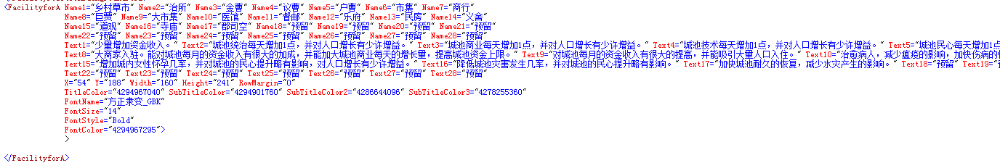 <FacilityforA Name1="乡村草市" Name2="治所" Name3="金曹" Name4="议曹" Name5="户曹" Name6="市集" Name7="商行"
Name8="巨贾" Name9="大市集" Name10="医馆" Name11="督邮" Name12="乐府" Name13="民房" Name14="义舍"
Name15="道观" Name16="寺庙" Name17="郡司空" Name18="预留" Name19="预留" Name20="预留" Name21="预留"
Name22="预留" Name23="预留" Name24="预留" Name25="预留" Name26="预留" Name27="预留" Name28="预留"
Text1="少量增加资金收入。" Text2="城池统治每天增加1点，并对人口增长有少许增益。" Text3="城池商业每天增加1点，并对人口增长有少许增益。" Text4="城池技术每天增加1点，并对人口增长有少许增益。" Text5="城池民心每天增加1点
Text8="大商家入驻。能对城池每月的资金收入有很大的加成，并能加大城池商业每天的增长量，提高城池资金上限。" Text9="对城池每月的资金收入有很大的提高，并能吸引大量人口入住。" Text10="治愈病人，减少瘟疫的影响，加快伤病的
Text15="增加城内女性怀孕几率，并对城池的民心提升略有影响，对人口增长有少许增益。" Text16="降低城池灾害发生几率，并对城池的民心提升略有影响。" Text17="加快城池耐久的恢复，减少水灾产生的影响。" Text18="预留" Text19="预
Text22="预留" Text23="预留" Text24="预留" Text25="预留" Text26="预留" Text27="预留" Text28="预留"
X="54" Y="188" Width="160" Height="241" RowMargin="0"
TitleColor="4294967040" SubTitleColor="4294901760" SubTitleColor2="4286644096" SubTitleColor3="4278255360"
FontName="方正隶变_GBK"
FontSize="14"
FontStyle="Bold"
FontColor="4294967295">
>
</FacilityforA>